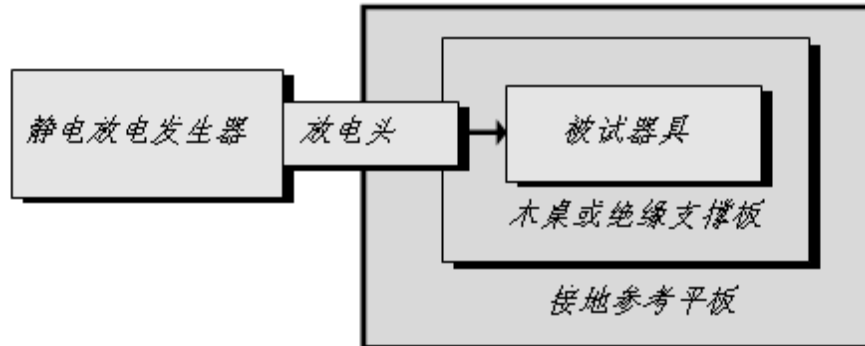 静电放电发生器
放电头
被试器具
木桌或绝缘支撑板
接地参考平板